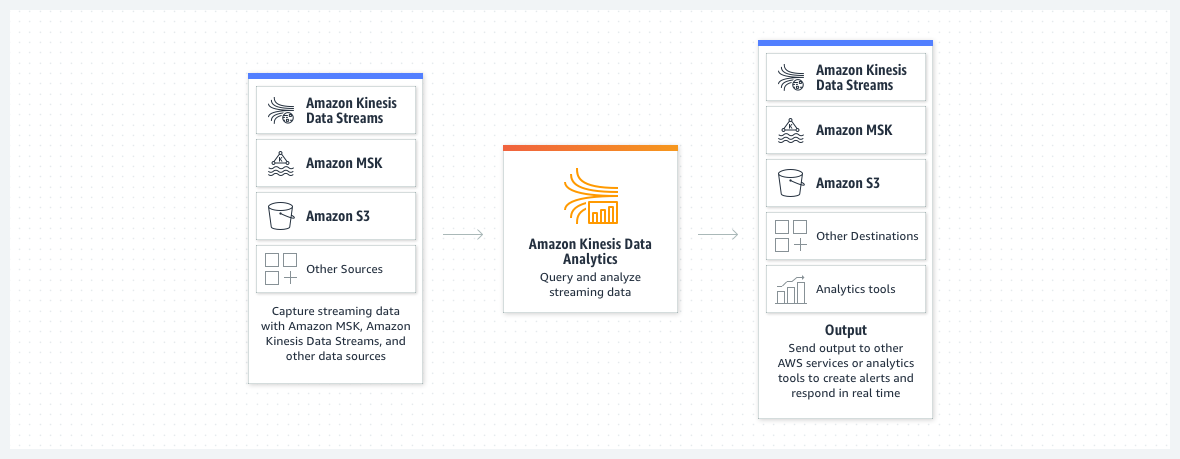 Amazon Kinesis
Data Streams
Amazon MSK
Amazon S3
Other Sources
Capture streaming data
with Amazon MSK, Amazon
Kinesis Data Streams, and
other data sources
Amazon Kinesis Data
Analytics
Query and analyze
streaming data
Amazon Kinesis
Data Streams
Amazon MSK
Amazon S3
Other Destinations
Analytics tools
Output
Send output to other
AWS services or analytics
tools to create alerts and
respond in real time